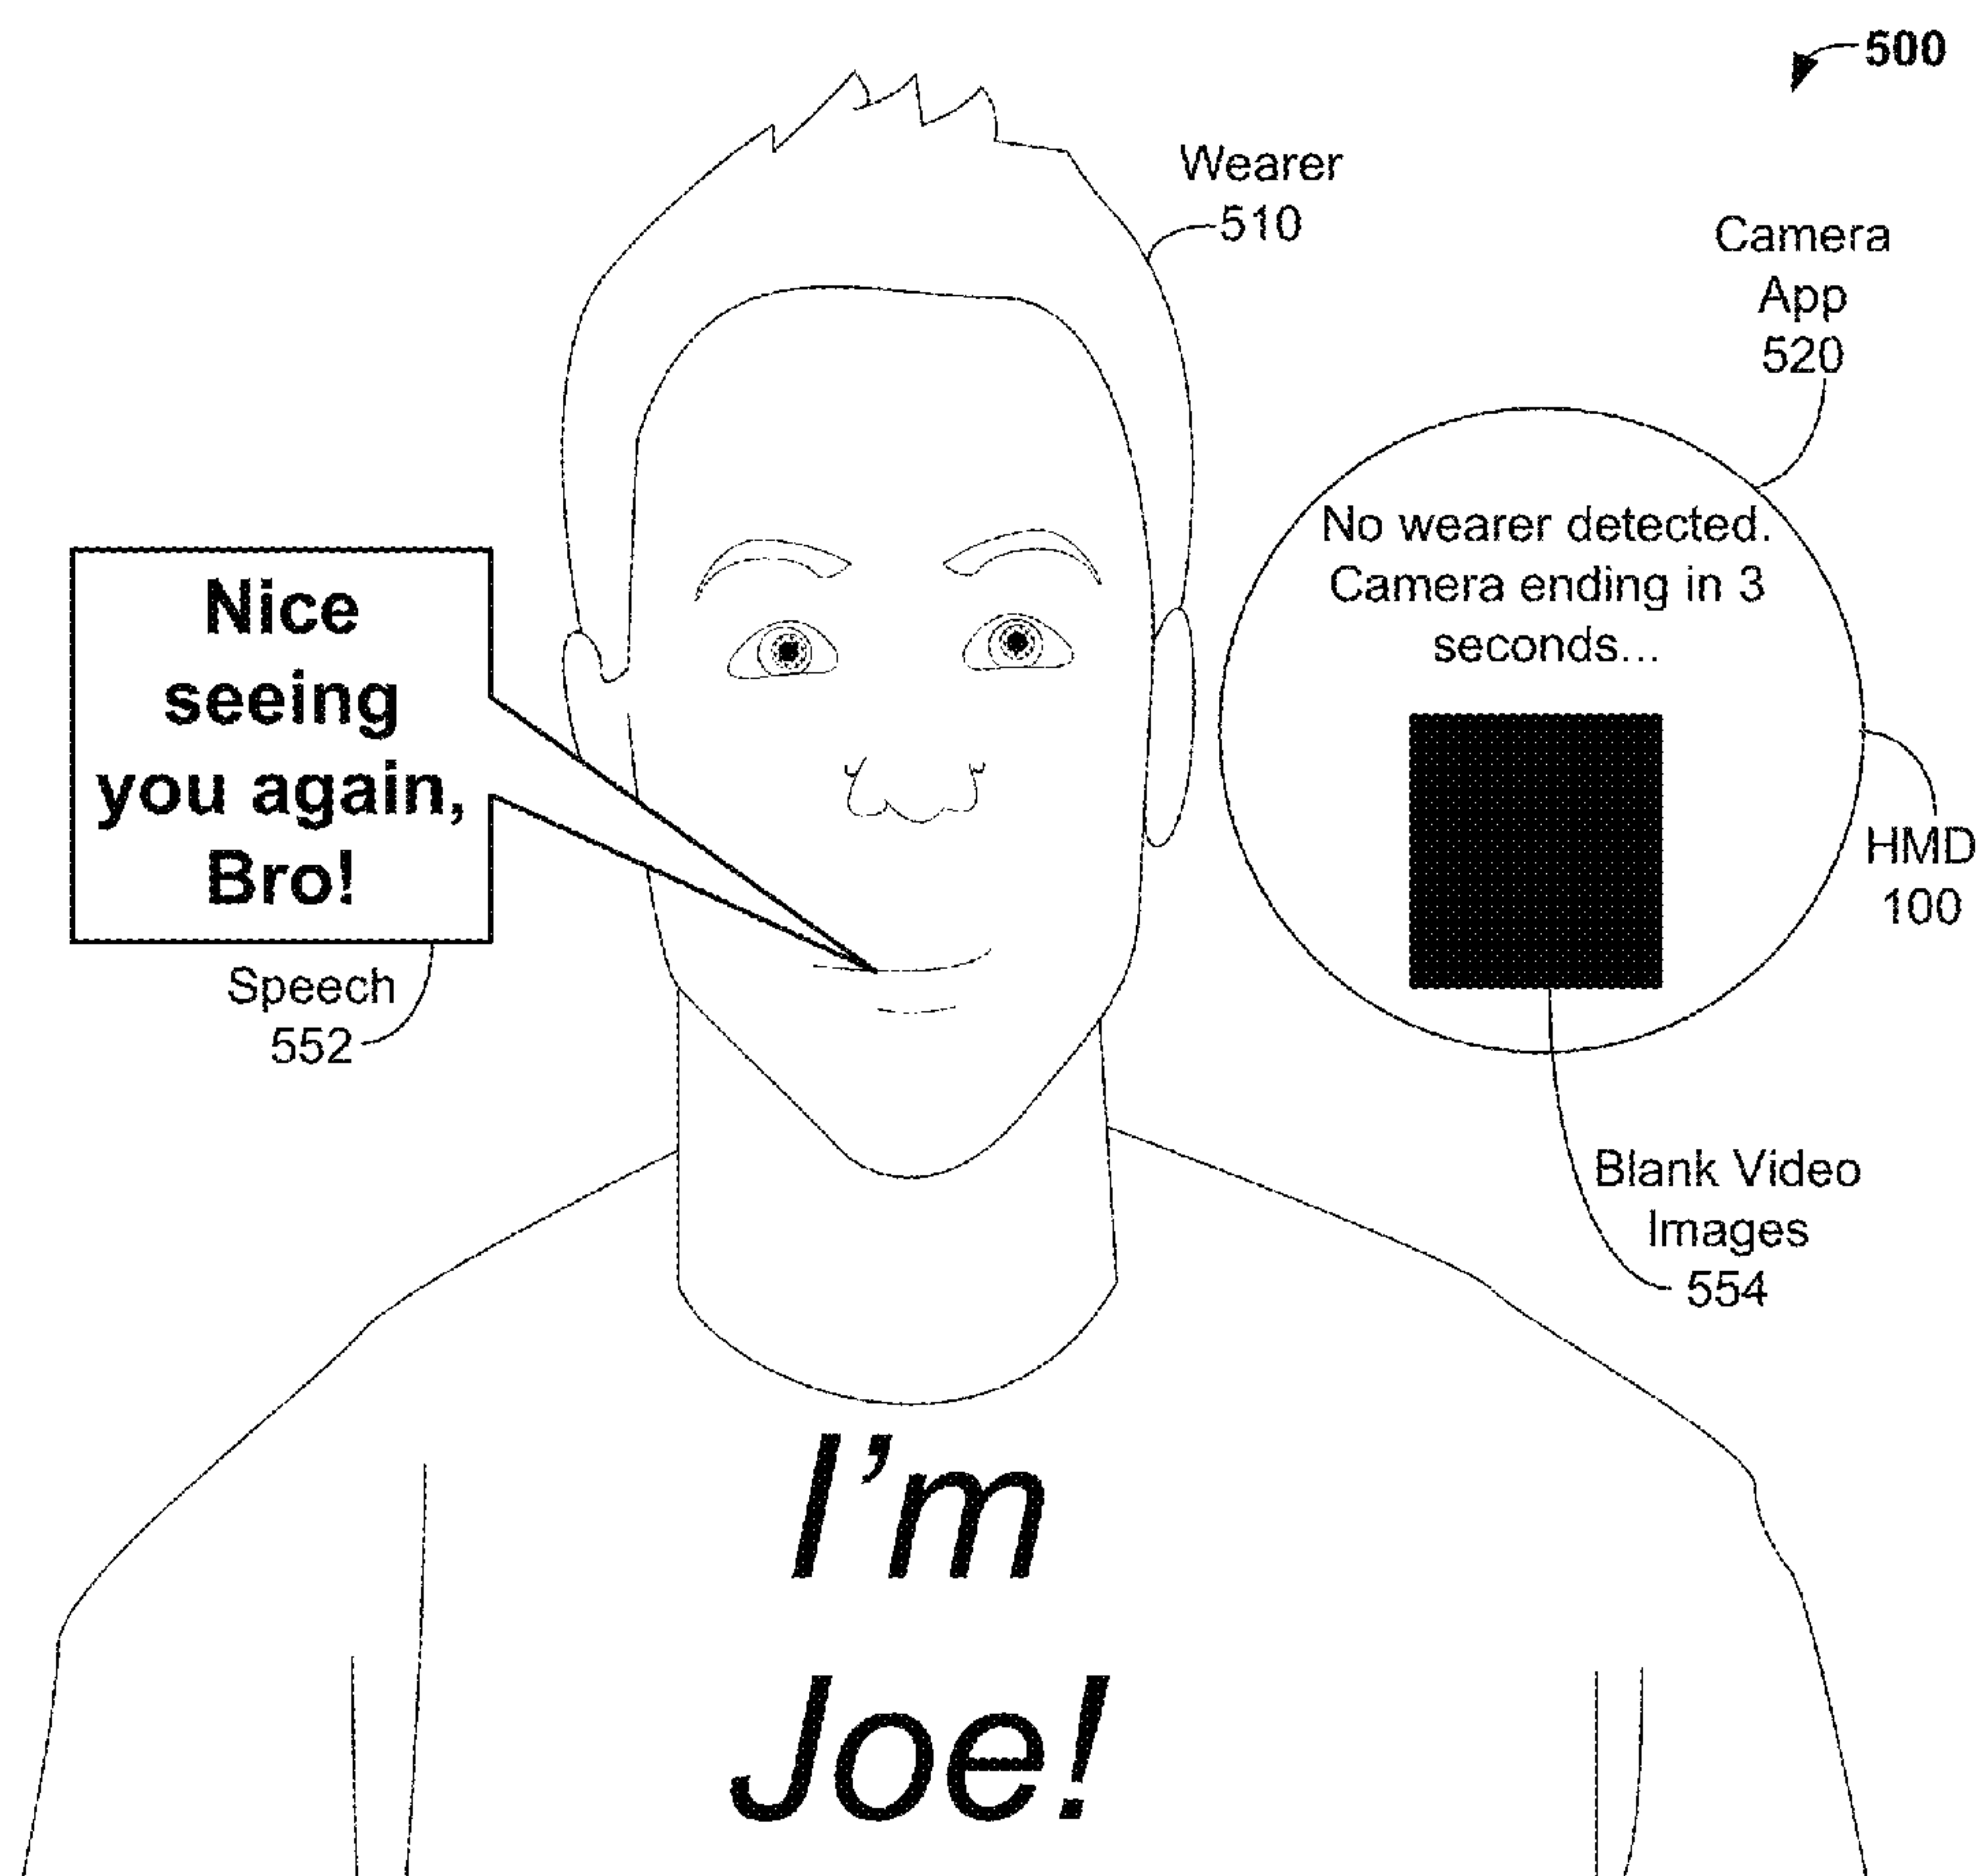 500
Wearer
510
Camera
App
520
No wearer detected.
Camera ending in 3
seconds...
Nice
seeing
you again,
Bro!
HMD
100
Speech
552
Blank Video
Images
554
I'm
Joe!